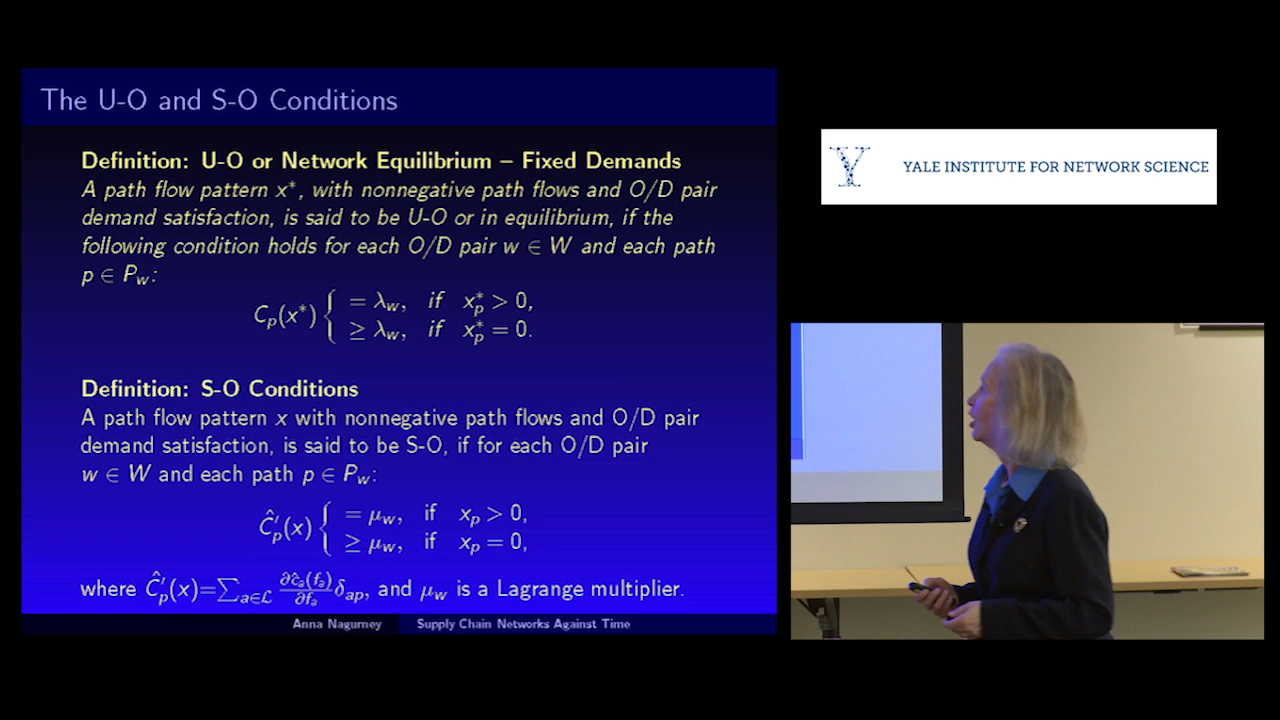 The U-O and S-O Conditions
Definition: U-O or Network Equilibrium – Fixed Demands
A path flow pattern x*, with nonnegative path flows and O/D pair
demand satisfaction, is said to be U-O or in equilibrium, if the
following condition holds for each O/D pair w ∈ W and each path
p ∈ P_w:
C_p(x*) { = λ_w, if x*_p > 0,
≥ λ_w, if x*_p = 0.
Definition: S-O Conditions
A path flow pattern x with nonnegative path flows and O/D pair
demand satisfaction, is said to be S-O, if for each O/D pair
w ∈ W and each path p ∈ P_w:
Ĉ′_p(x) { = μ_w, if x_p > 0,
≥ μ_w, if x_p = 0,
where Ĉ′_p(x)=∑_{a∈L} ∂ĉ_a(f_a)/∂f_a δ_ap, and μ_w is a Lagrange multiplier.
Anna Nagurney Supply Chain Networks Against Time
YALE INSTITUTE FOR NETWORK SCIENCE